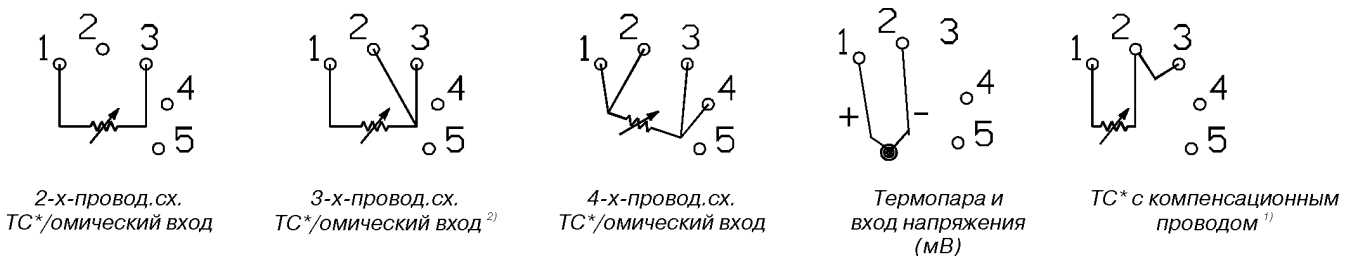 1 2 3 4 5
1 2 3 4 5
1 2 3 4 5
1 2 3 4 5 + -
1 2 3 4 5
2-х-провод.сх.
ТС*/омический вход
3-х-провод.сх.
ТС*/омический вход 2)
4-х-провод.сх.
ТС*/омический вход
Термопара и
вход напряжения
(мВ)
ТС* с компенсационным
проводом 1)